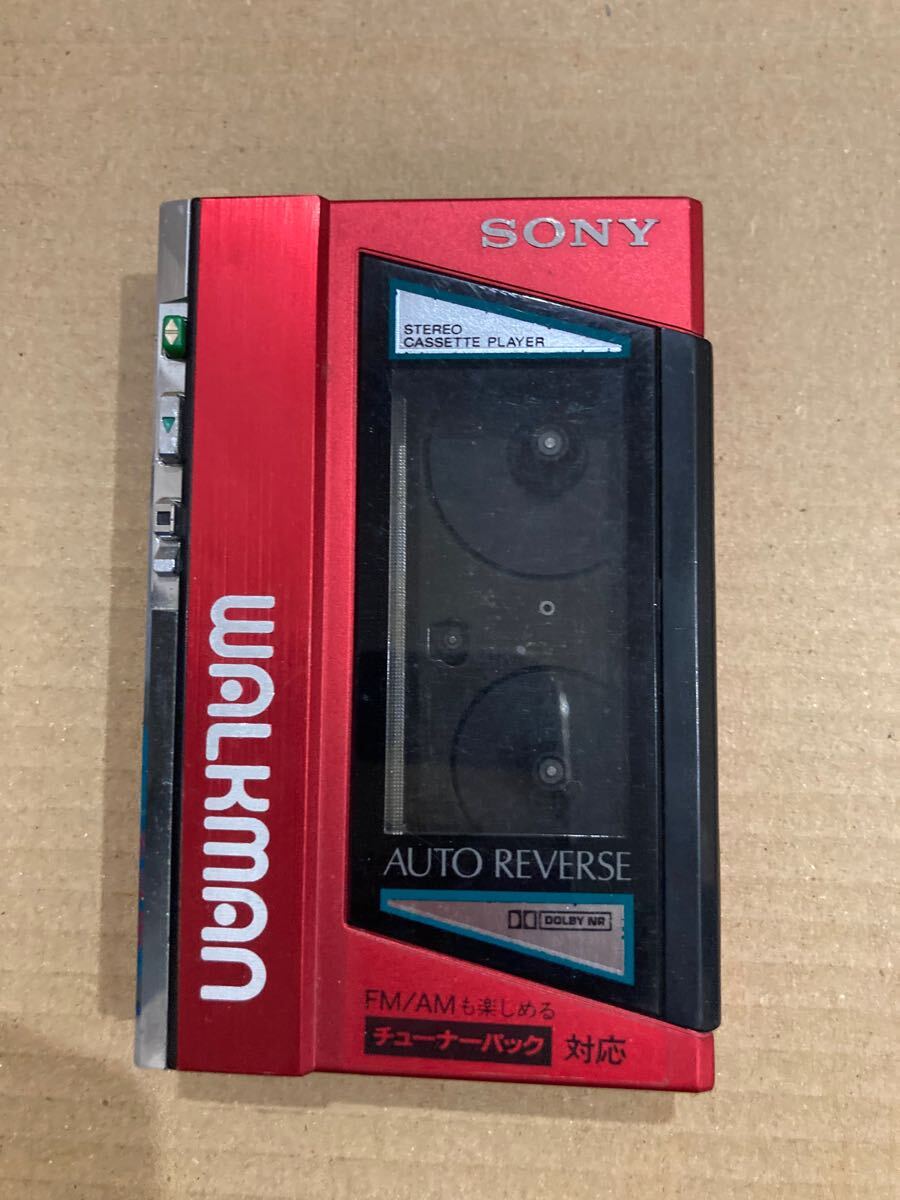 SONY
STEREO
CASSETTE PLAYER
WALKMAN
AUTO REVERSE
DOLBY NR
FM/AMも楽しめる
チューナーパック 対応